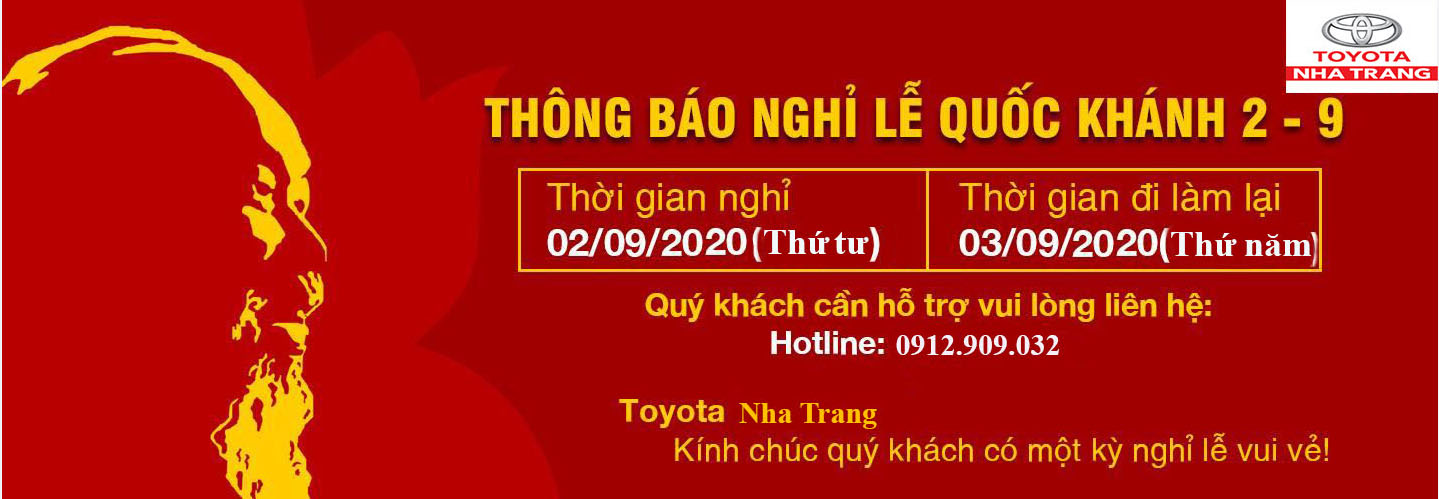 TOYOTA
NHA TRANG
THÔNG BÁO NGHỈ LỄ QUỐC KHÁNH 2 - 9
Thời gian nghỉ
02/09/2020 (Thứ tư)
Thời gian đi làm lại
03/09/2020(Thứ năm)
Quý khách cần hỗ trợ vui lòng liên hệ:
Hotline: 0912.909.032
Toyota Nha Trang
Kính chúc quý khách có một kỳ nghỉ lễ vui vẻ!